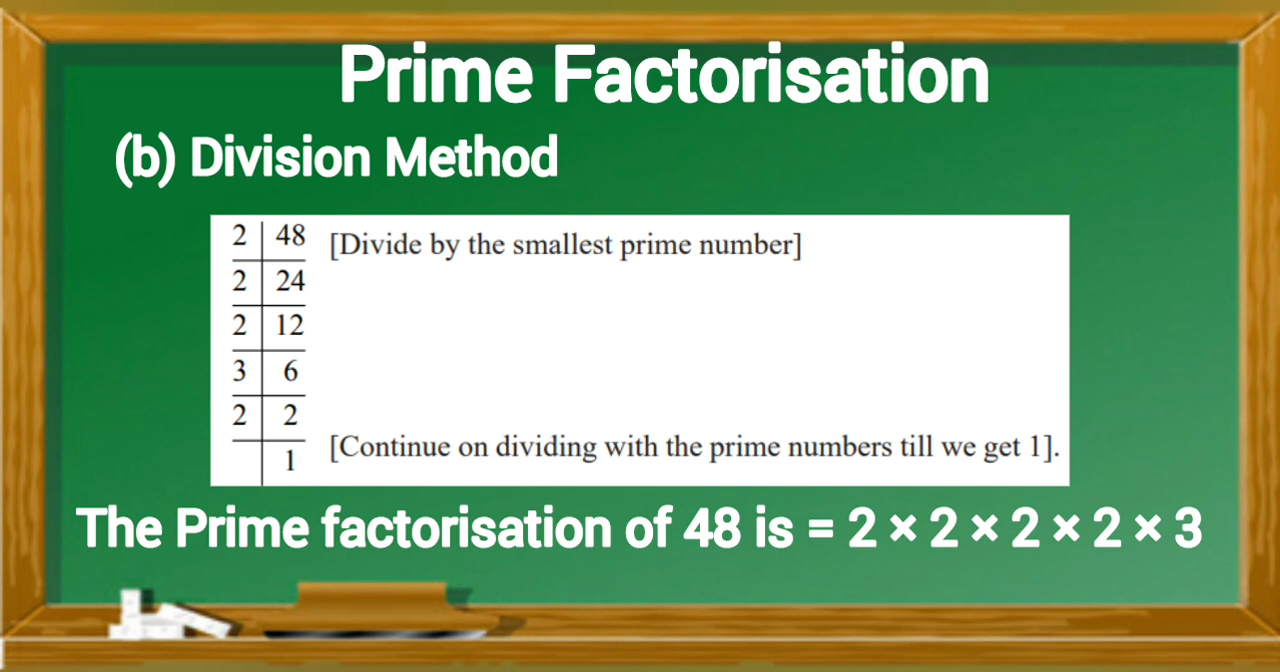 Prime Factorisation
(b) Division Method
2 | 48 [Divide by the smallest prime number]
2 | 24
2 | 12
3 | 6
2 | 2
| 1 [Continue on dividing with the prime numbers till we get 1].
The Prime factorisation of 48 is = 2 × 2 × 2 × 2 × 3